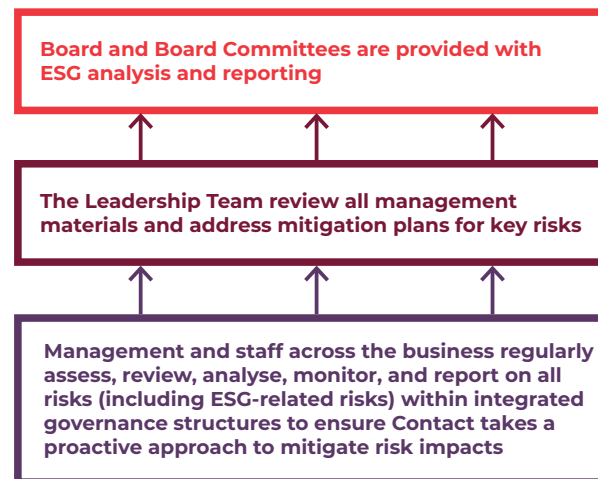 Board and Board Committees are provided with
ESG analysis and reporting
The Leadership Team review all management
materials and address mitigation plans for key risks
Management and staff across the business regularly
assess, review, analyse, monitor, and report on all
risks (including ESG-related risks) within integrated
governance structures to ensure Contact takes a
proactive approach to mitigate risk impacts